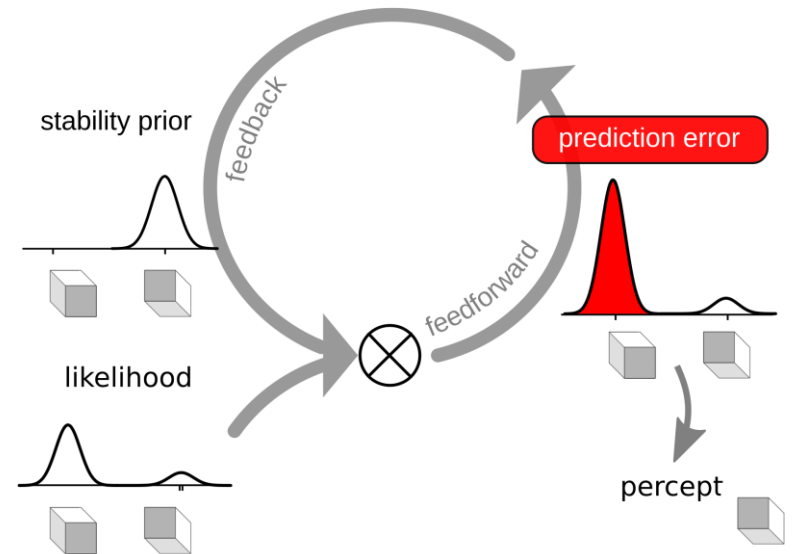 stability prior
feedback
prediction error
feedforward
likelihood
percept